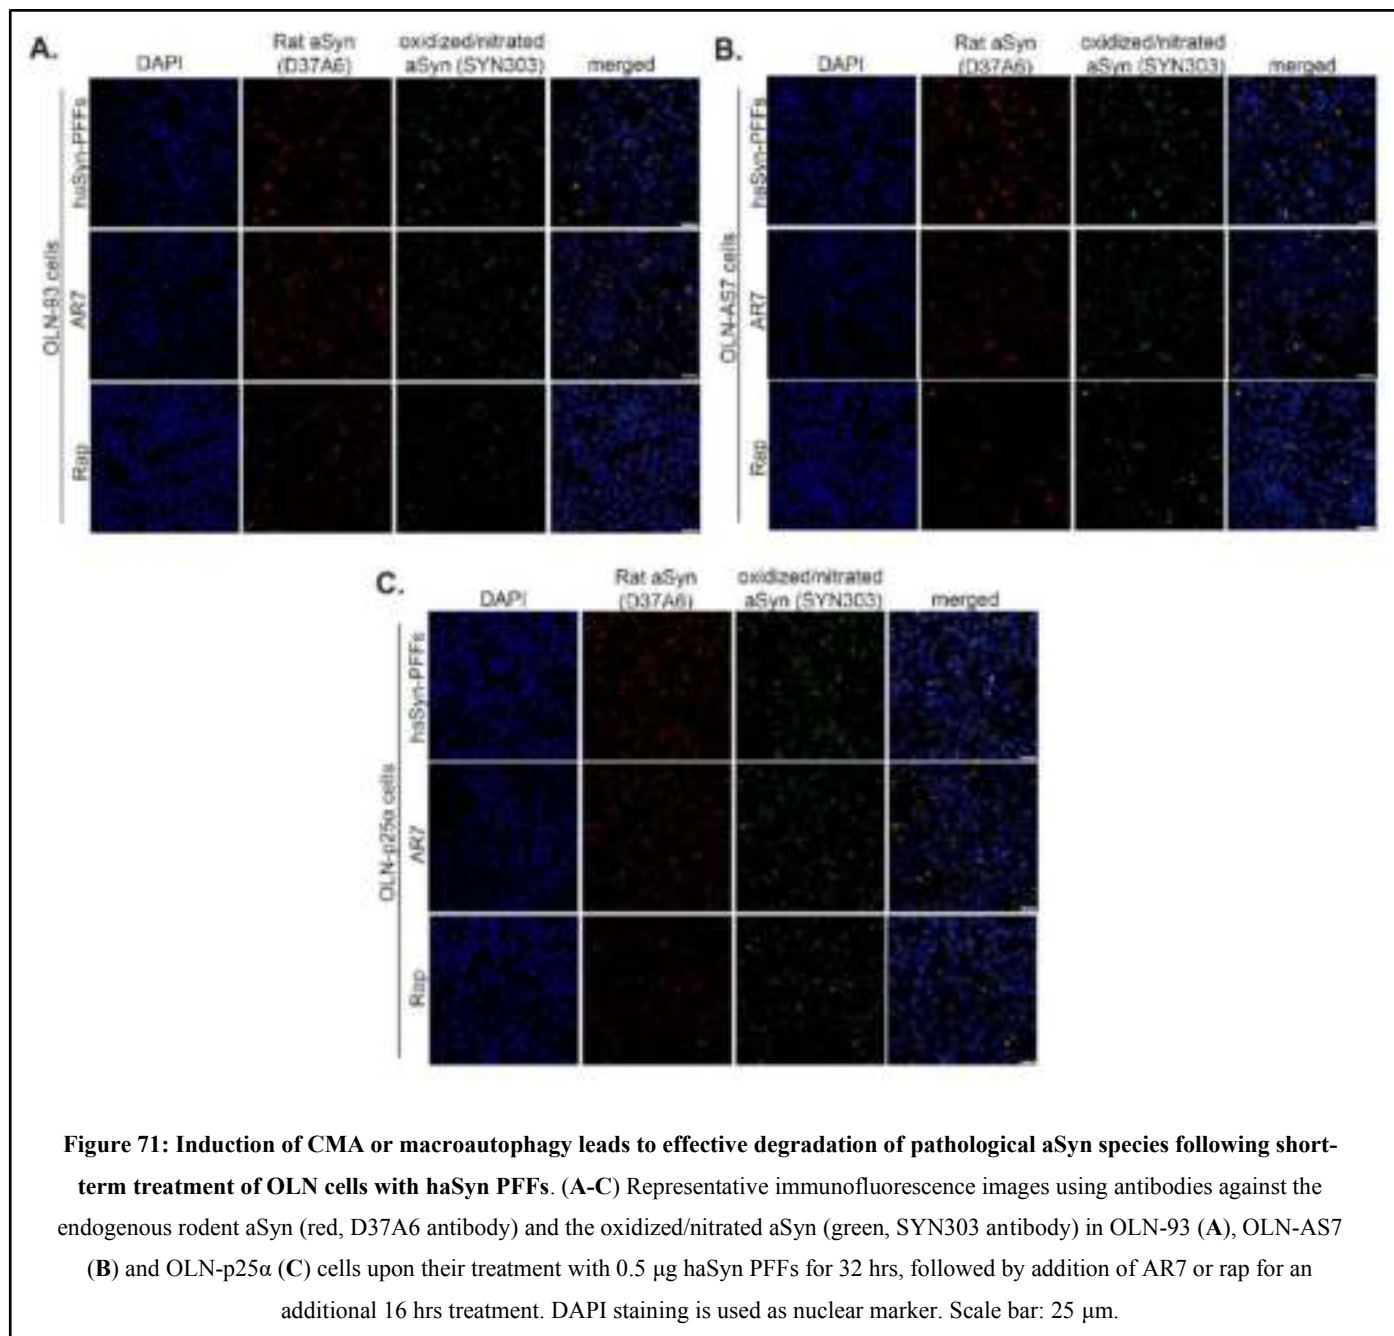 A.
DAPI
Rat aSyn
(D37A6)
oxidized/nitrated
aSyn (SYN303)
merged
OLN-93 cells
haSyn-PFFs
AR7
Rap
B.
DAPI
Rat aSyn
(D37A6)
oxidized/nitrated
aSyn (SYN303)
merged
OLN-AS7 cells
haSyn-PFFs
AR7
Rap
C.
DAPI
Rat aSyn
(D37A6)
oxidized/nitrated
aSyn (SYN303)
merged
OLN-p25α cells
haSyn-PFFs
AR7
Rap
Figure 71: Induction of CMA or macroautophagy leads to effective degradation of pathological aSyn species following short-
term treatment of OLN cells with haSyn PFFs. (A-C) Representative immunofluorescence images using antibodies against the
endogenous rodent aSyn (red, D37A6 antibody) and the oxidized/nitrated aSyn (green, SYN303 antibody) in OLN-93 (A), OLN-AS7
(B) and OLN-p25α (C) cells upon their treatment with 0.5 μg haSyn PFFs for 32 hrs, followed by addition of AR7 or rap for an
additional 16 hrs treatment. DAPI staining is used as nuclear marker. Scale bar: 25 μm.